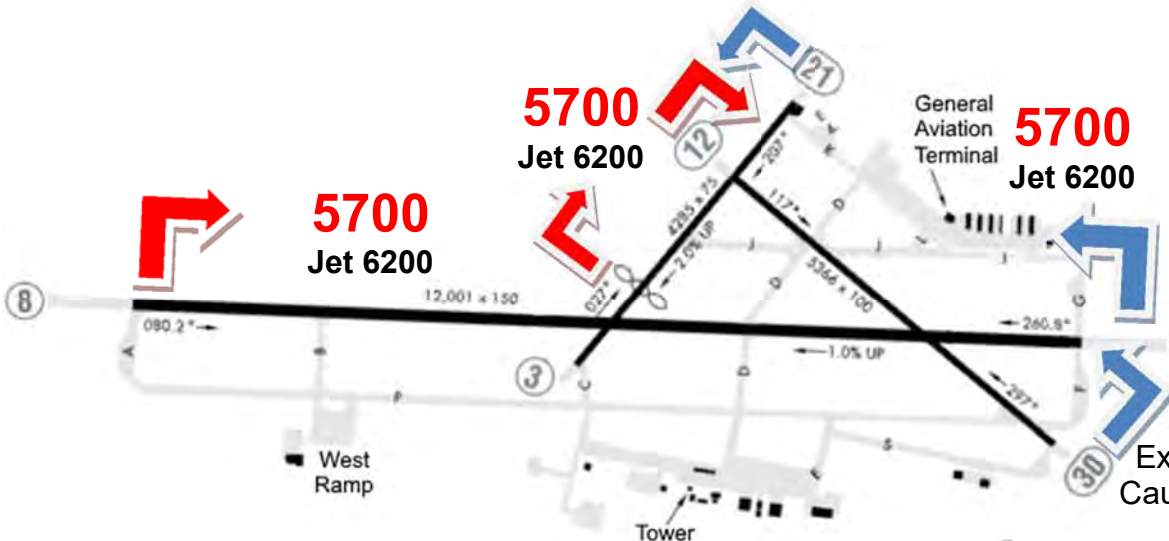 21
5700
Jet 6200
12
207°
E
A
K
General
Aviation
Terminal
5700
Jet 6200
4285 x 75
2.0% UP
117°
D
5700
Jet 6200
J
J
L
J
027°
D
5366 x 100
G
8
12,001 x 150
080.2°
260.8°
1.0% UP
A
B
3
C
D
F
297°
P
S
F
30
Ex
Cau
West
Ramp
Tower